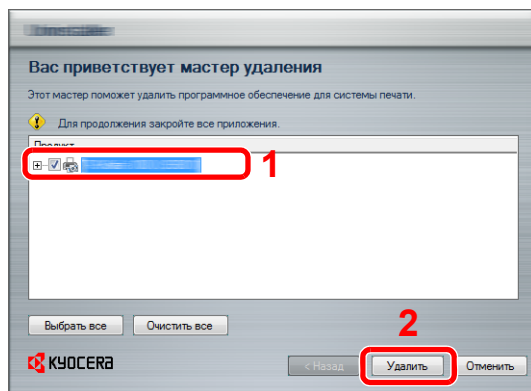 Вас приветствует мастер удаления
Этот мастер поможет удалить программное обеспечение для системы печати.
Для продолжения закройте все приложения.
Продукт
1
Выбрать все
Очистить все
2
KYOCERA
< Назад
Удалить
Отменить